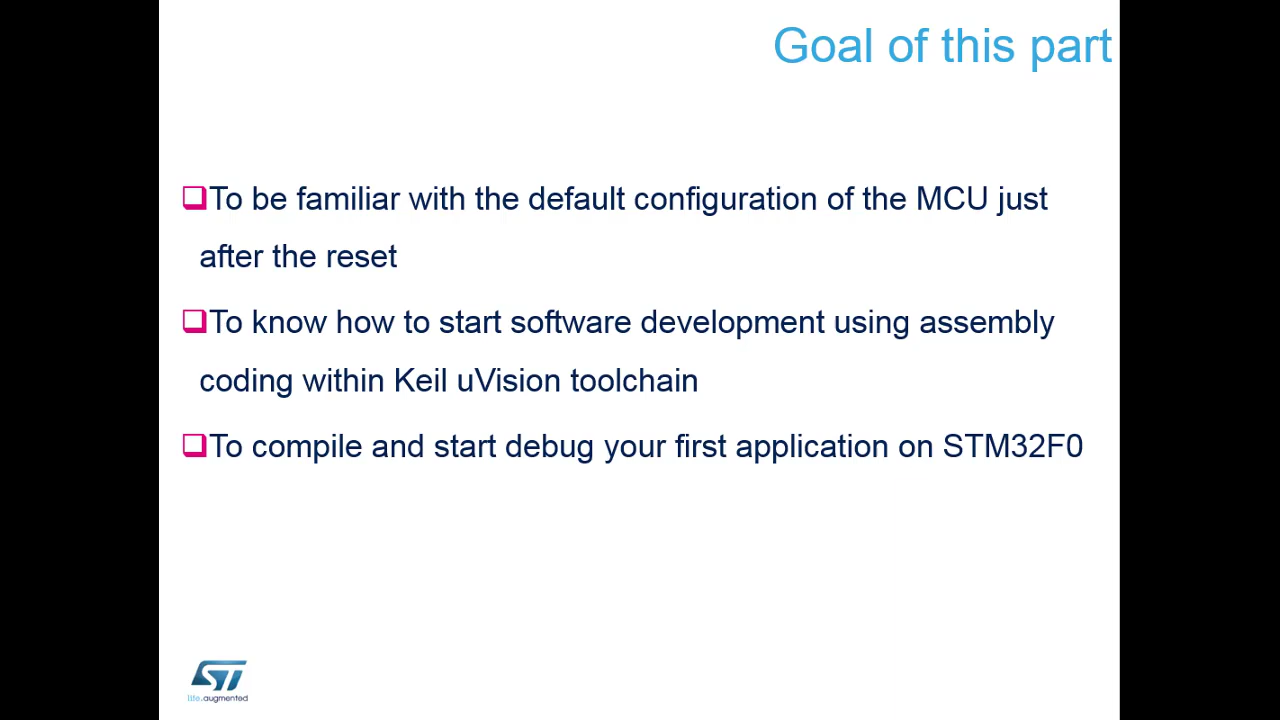 Goal of this part
To be familiar with the default configuration of the MCU just
after the reset
To know how to start software development using assembly
coding within Keil uVision toolchain
To compile and start debug your first application on STM32F0
ST
life.augmented